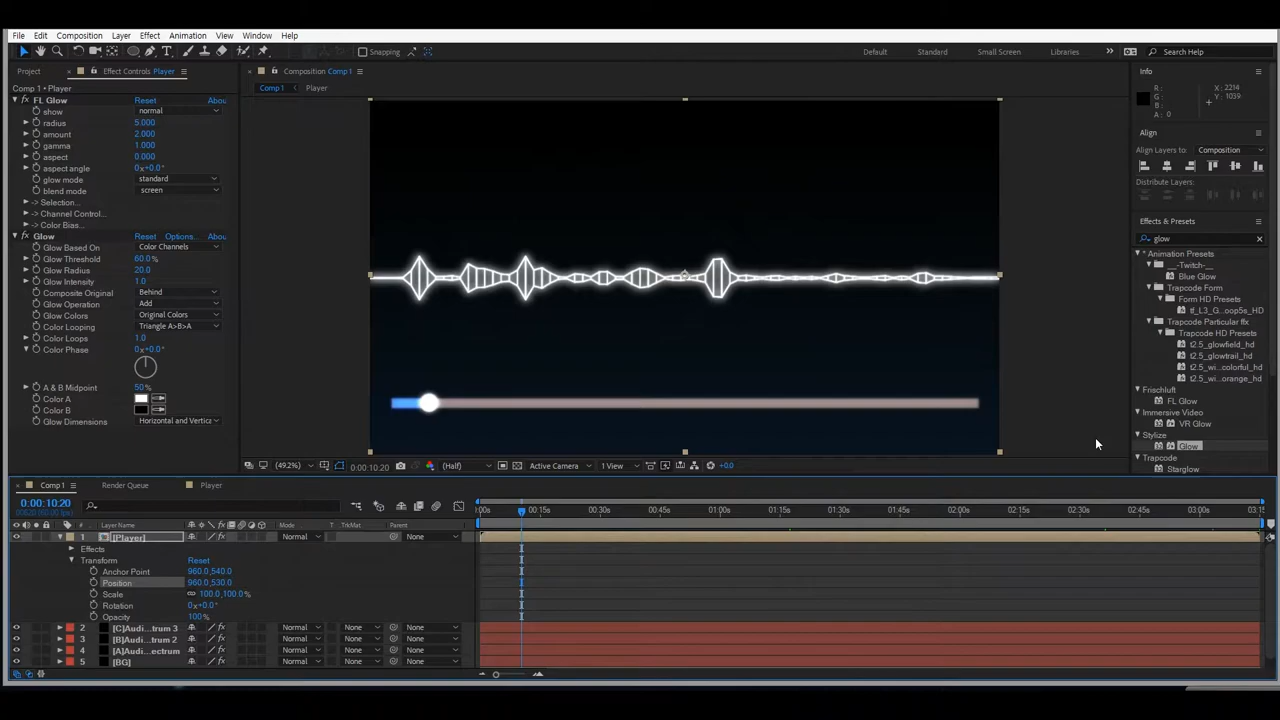 File Edit Composition Layer Effect Animation View Window Help
Snapping Default Standard Small Screen Libraries Search Help
Project Effect Controls Player
Comp 1 • Player
FL Glow Reset Abou
show normal
radius 5.000
amount 2.000
gamma 1.000
aspect 0.000
aspect angle 0x+0.0°
glow mode standard
blend mode screen
-> Selection...
-> Channel Control...
-> Color Bias...
Glow Reset Options... Abou
Glow Based On Color Channels
Glow Threshold 60.0%
Glow Radius 20.0
Glow Intensity 1.0
Composite Original Behind
Glow Operation Add
Glow Colors Original Colors
Color Looping Triangle A>B>A
Color Loops 1.0
Color Phase 0x+0.0°
A & B Midpoint 50%
Color A
Color B
Glow Dimensions Horizontal and Vertica
Composition Comp 1
Comp 1 Player
(49.2%) 0:00:10:20 (Half) Active Camera 1 View +0.0
Info
R: X: 2214
G: Y: 1039
B:
A: 0
Align
Align Layers to: Composition
Distribute Layers:
Effects & Presets
glow
* Animation Presets
__-Twitch-__
Blue Glow
Trapcode Form
Form HD Presets
tf_L3_G...oop5s_HD
Trapcode Particular ffx
Trapcode HD Presets
t2.5_glowfield_hd
t2.5_glowtrail_hd
t2.5_wi...colorful_hd
t2.5_wi...orange_hd
Frischluft
FL Glow
Immersive Video
VR Glow
Stylize
Glow
Trapcode
Starglow
Comp 1 Render Queue Player
0:00:10:20
# Layer Name Mode T TrkMat Parent
:00s 00:15s 00:30s 00:45s 01:00s 01:15s 01:30s 01:45s 02:00s 02:15s 02:30s 02:45s 03:00s 03:15
1 [Player] Normal None
Effects
Transform Reset
Anchor Point 960.0,540.0
Position 960.0,530.0
Scale 100.0,100.0%
Rotation 0x+0.0°
Opacity 100%
2 [C]Audi...trum 3 Normal None None
3 [B]Audi...trum 2 Normal None None
4 [A]Audi...ectrum Normal None None
5 [BG] Normal None None